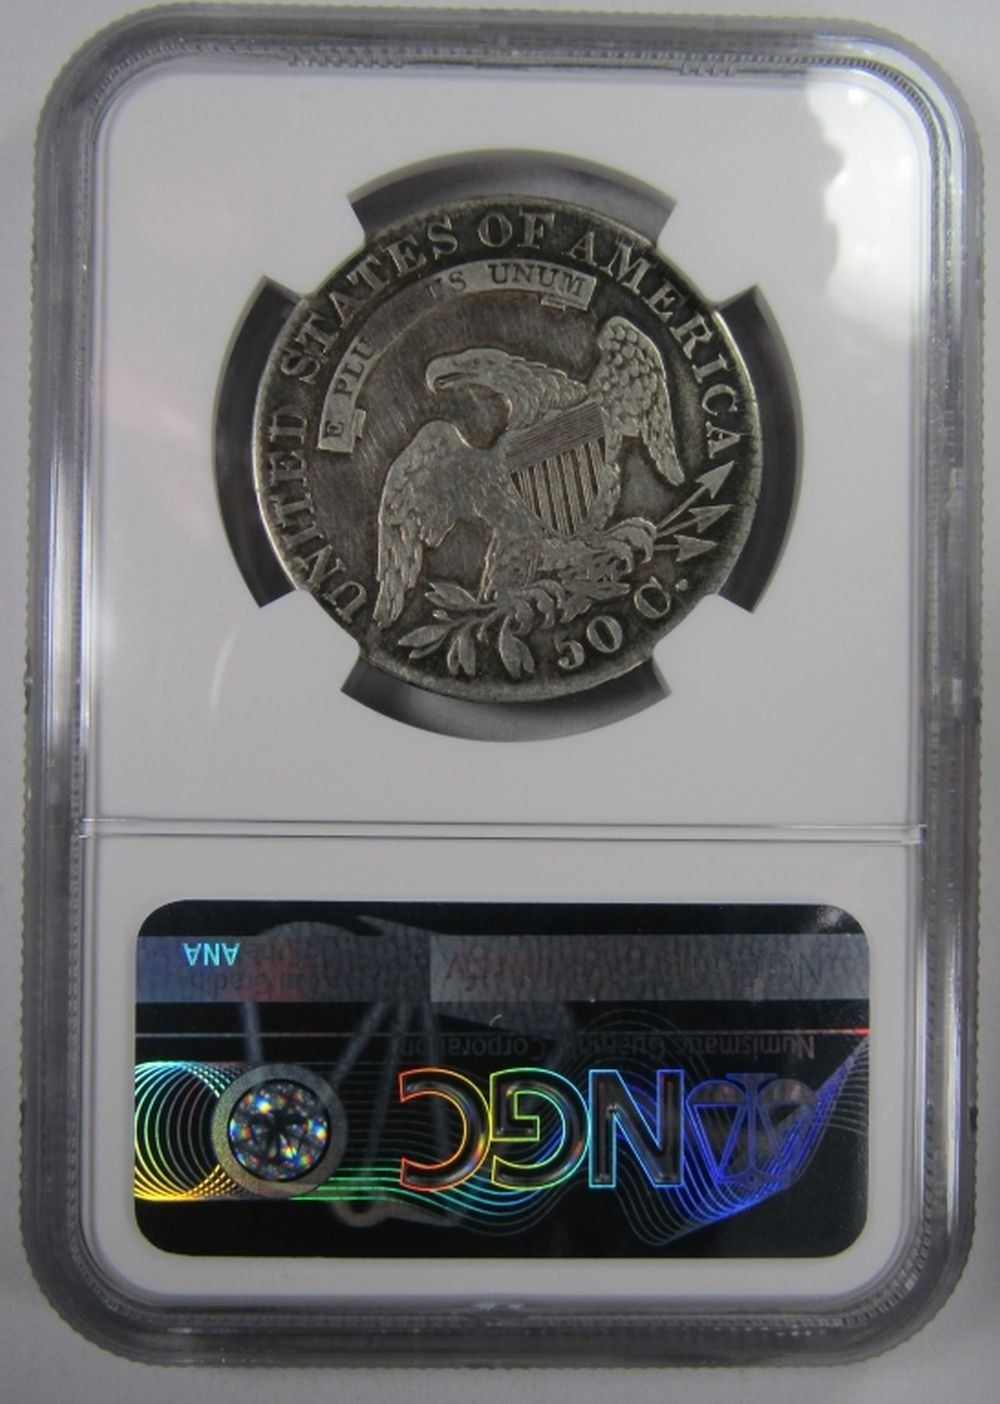 UNITED STATES OF AMERICA
E PLU US UNUM
50 C.
ANA
Numismatic Guaranty Corporation
NGC